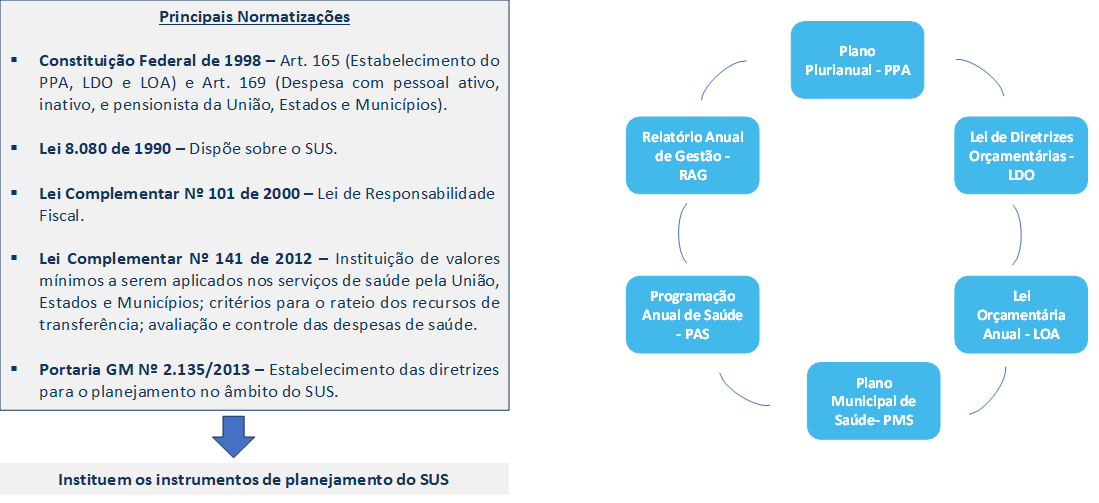 Principais Normatizações
▪ Constituição Federal de 1998 – Art. 165 (Estabelecimento do
PPA, LDO e LOA) e Art. 169 (Despesa com pessoal ativo,
inativo, e pensionista da União, Estados e Municípios).
▪ Lei 8.080 de 1990 – Dispõe sobre o SUS.
▪ Lei Complementar Nº 101 de 2000 – Lei de Responsabilidade
Fiscal.
▪ Lei Complementar Nº 141 de 2012 – Instituição de valores
mínimos a serem aplicados nos serviços de saúde pela União,
Estados e Municípios; critérios para o rateio dos recursos de
transferência; avaliação e controle das despesas de saúde.
▪ Portaria GM Nº 2.135/2013 – Estabelecimento das diretrizes
para o planejamento no âmbito do SUS.
Instituem os instrumentos de planejamento do SUS
Plano
Plurianual - PPA
Lei de Diretrizes
Orçamentárias -
LDO
Lei
Orçamentária
Anual - LOA
Plano
Municipal de
Saúde- PMS
Programação
Anual de Saúde
- PAS
Relatório Anual
de Gestão -
RAG